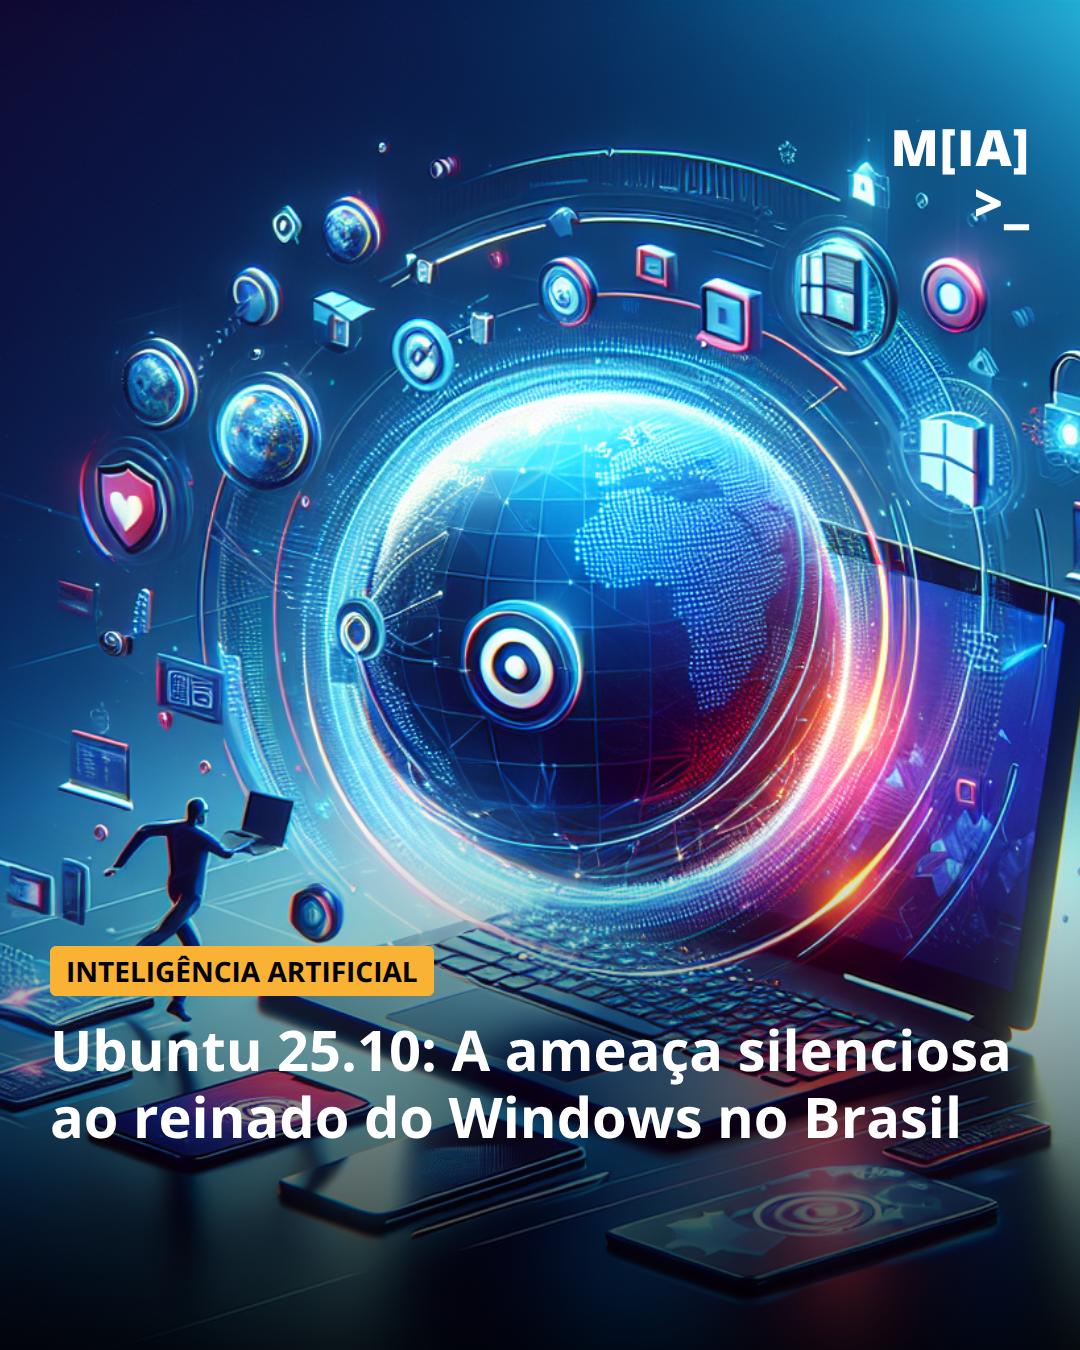 M[IA]
>_
INTELIGÊNCIA ARTIFICIAL
Ubuntu 25.10: A ameaça silenciosa
ao reinado do Windows no Brasil